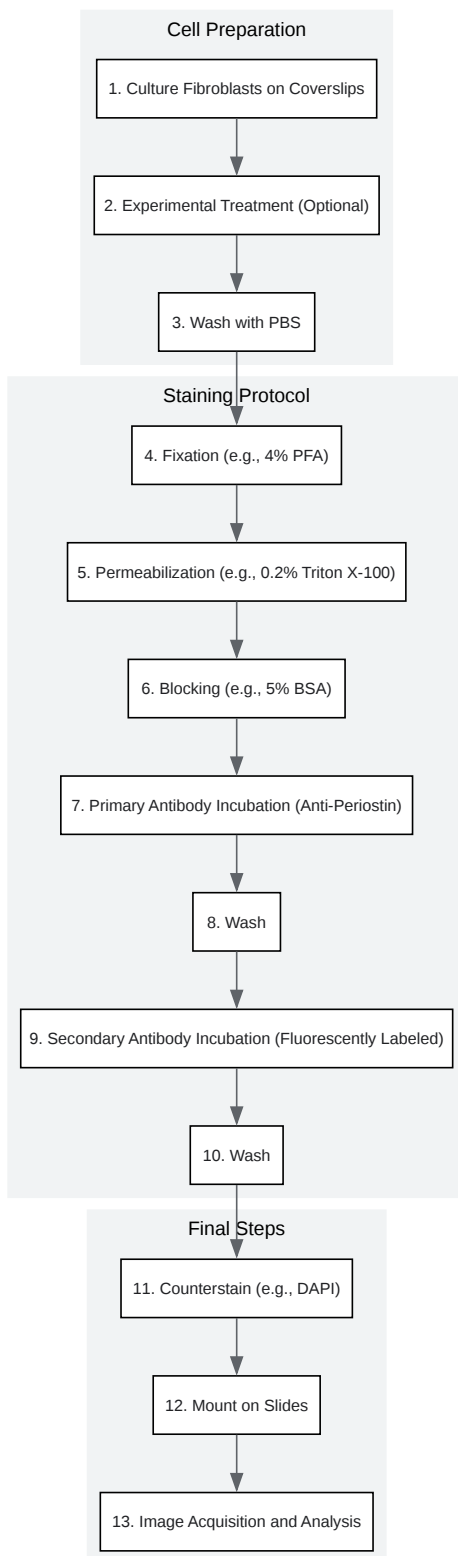 Cell Preparation
1. Culture Fibroblasts on Coverslips
2. Experimental Treatment (Optional)
3. Wash with PBS
Staining Protocol
4. Fixation (e.g., 4% PFA)
5. Permeabilization (e.g., 0.2% Triton X-100)
6. Blocking (e.g., 5% BSA)
7. Primary Antibody Incubation (Anti-Periostin)
8. Wash
9. Secondary Antibody Incubation (Fluorescently Labeled)
10. Wash
Final Steps
11. Counterstain (e.g., DAPI)
12. Mount on Slides
13. Image Acquisition and Analysis